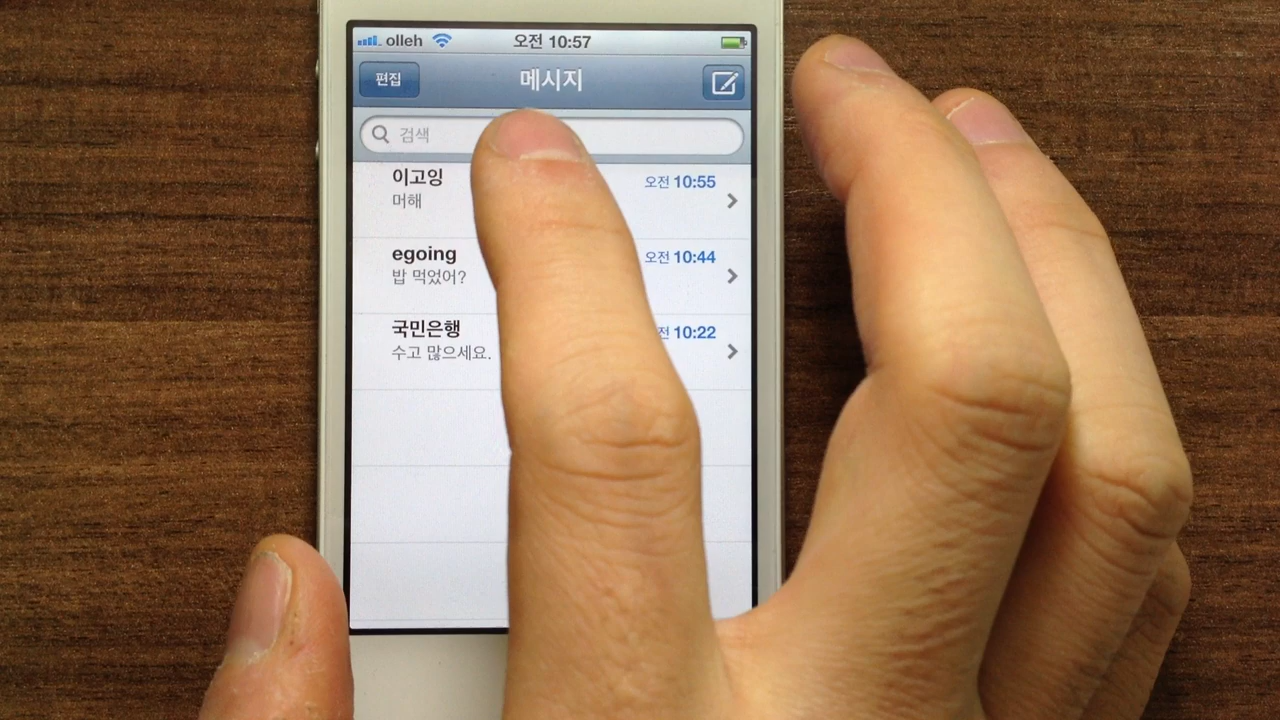 olleh 오전 10:57
편집 메시지
검색
이고잉 오전 10:55
머해
egoing 오전 10:44
밥 먹었어?
국민은행 전 10:22
수고 많으세요.